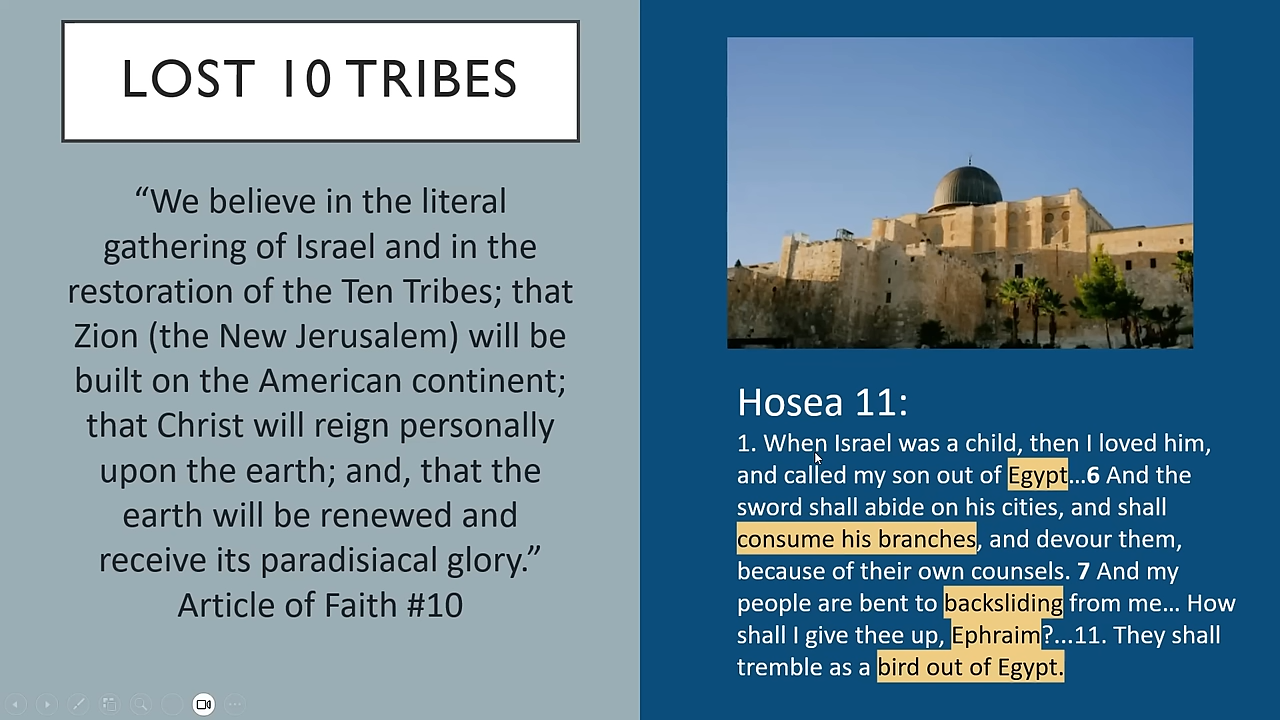 LOST 10 TRIBES
“We believe in the literal
gathering of Israel and in the
restoration of the Ten Tribes; that
Zion (the New Jerusalem) will be
built on the American continent;
that Christ will reign personally
upon the earth; and, that the
earth will be renewed and
receive its paradisiacal glory.”
Article of Faith #10
Hosea 11:
1. When Israel was a child, then I loved him,
and called my son out of Egypt…6 And the
sword shall abide on his cities, and shall
consume his branches, and devour them,
because of their own counsels. 7 And my
people are bent to backsliding from me… How
shall I give thee up, Ephraim?...11. They shall
tremble as a bird out of Egypt.